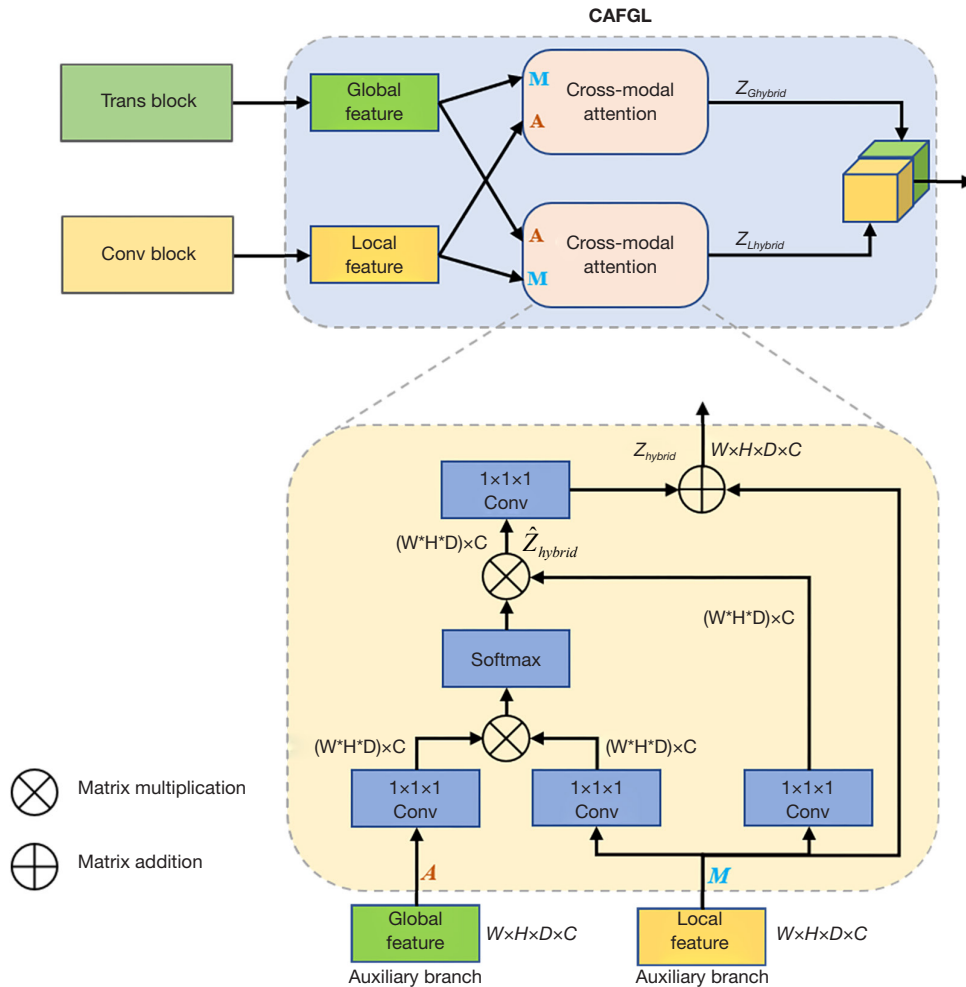 CAFGL
Trans block
Global
feature
M
A
Cross-modal
attention
Z_Ghybrid
Conv block
Local
feature
A
M
Cross-modal
attention
Z_Lhybrid
Z_hybrid
W×H×D×C
1×1×1
Conv
(W*H*D)×C
Ẑ_hybrid
(W*H*D)×C
Softmax
(W*H*D)×C
(W*H*D)×C
1×1×1
Conv
1×1×1
Conv
1×1×1
Conv
Matrix multiplication
Matrix addition
A
M
Global
feature
W×H×D×C
Auxiliary branch
Local
feature
W×H×D×C
Auxiliary branch